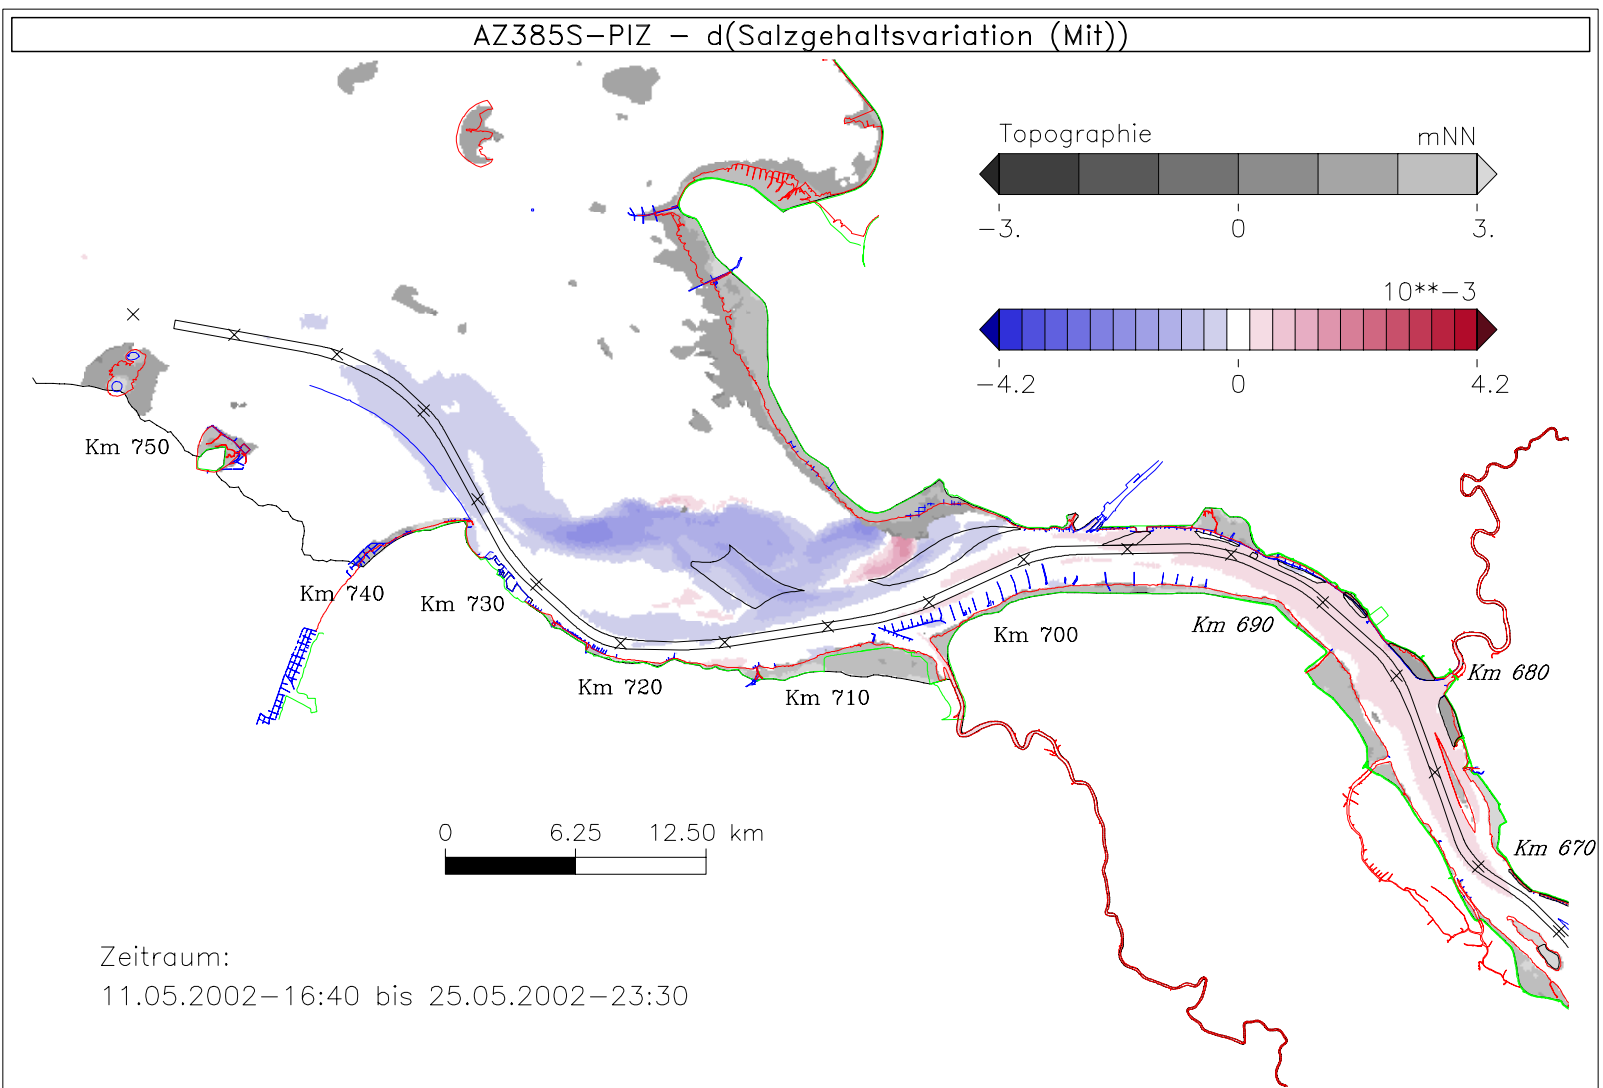 AZ385S-PIZ - d(Salzgehaltsvariation (Mit))
Topographie mNN
-3. 0 3.
10**-3
-4.2 0 4.2
Km 750
Km 740
Km 730
Km 720
Km 710
Km 700
Km 690
Km 680
Km 670
0 6.25 12.50 km
Zeitraum:
11.05.2002-16:40 bis 25.05.2002-23:30